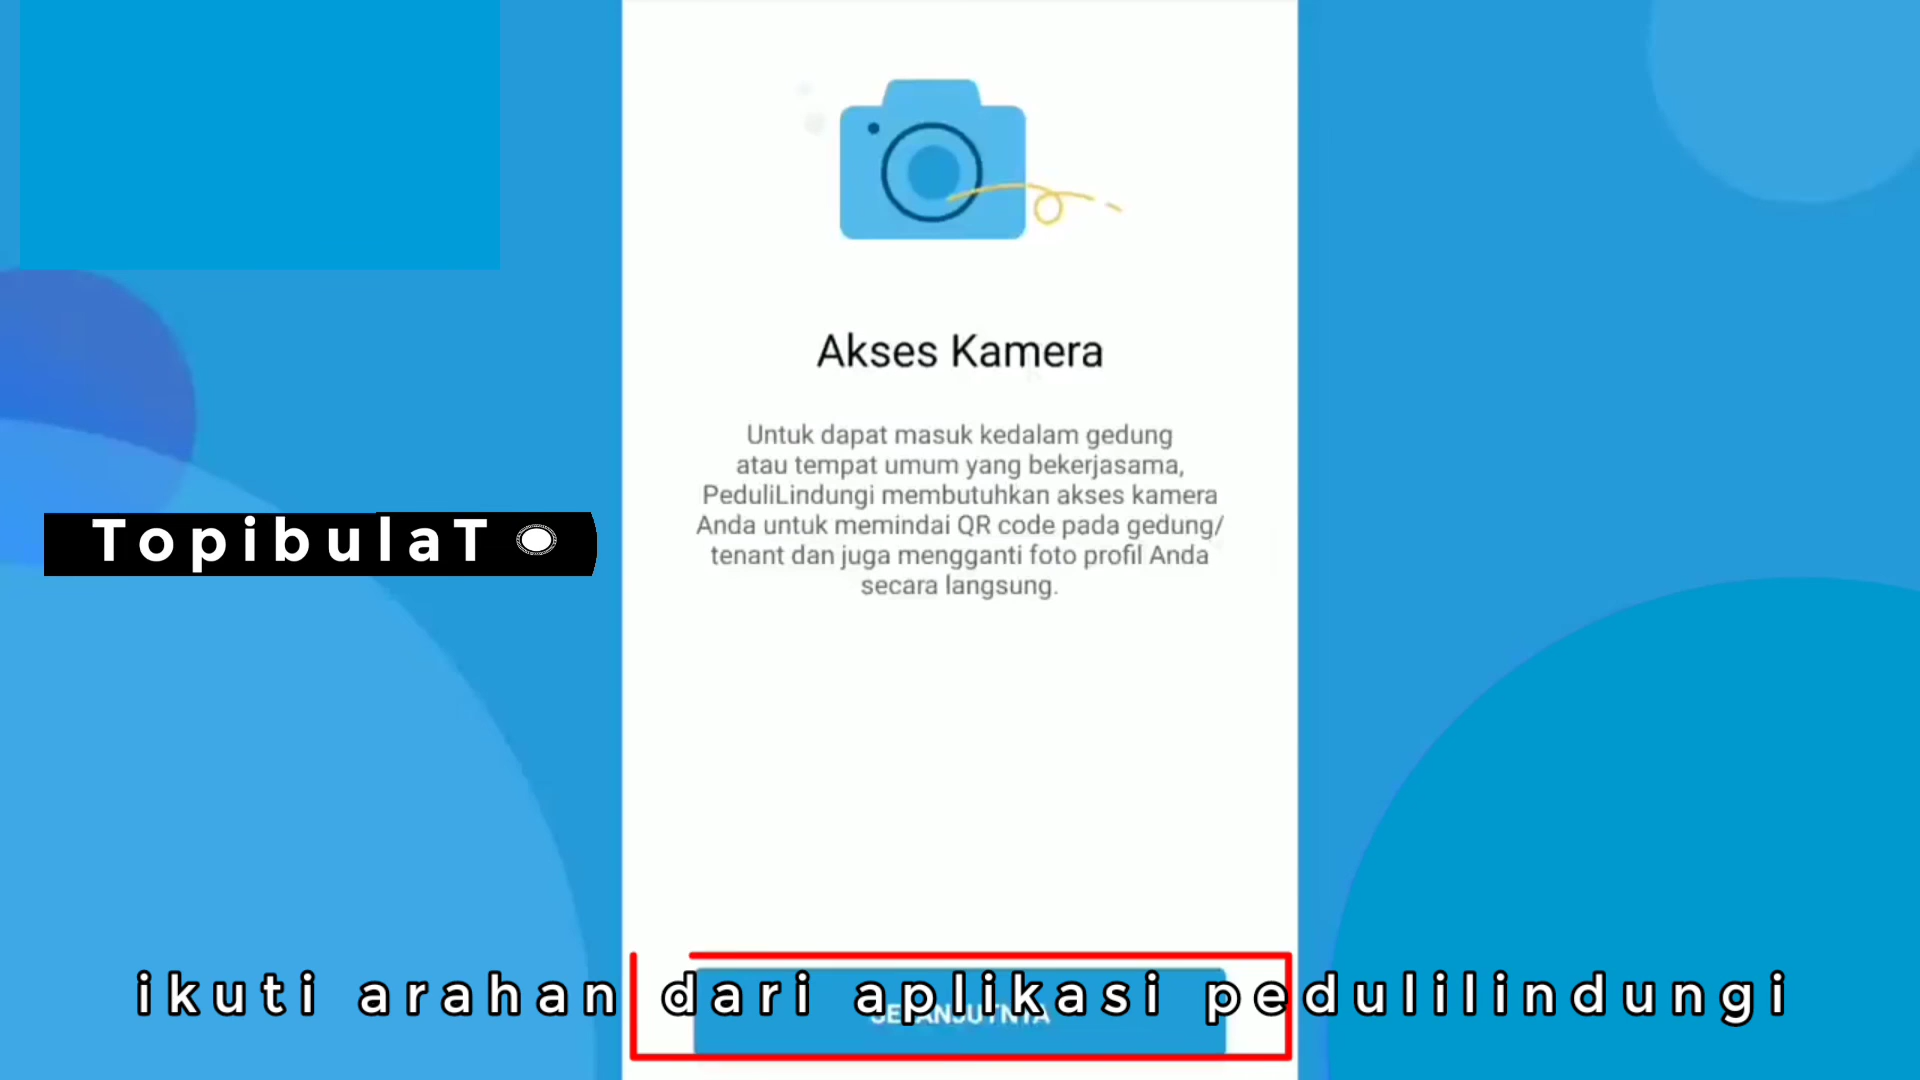 Akses Kamera
Untuk dapat masuk kedalam gedung
atau tempat umum yang bekerjasama,
PeduliLindungi membutuhkan akses kamera
Anda untuk memindai QR code pada gedung/
tenant dan juga mengganti foto profil Anda
secara langsung.
TopibulaT
SELANJUTNYA
ikuti arahan dari aplikasi pedulilindungi